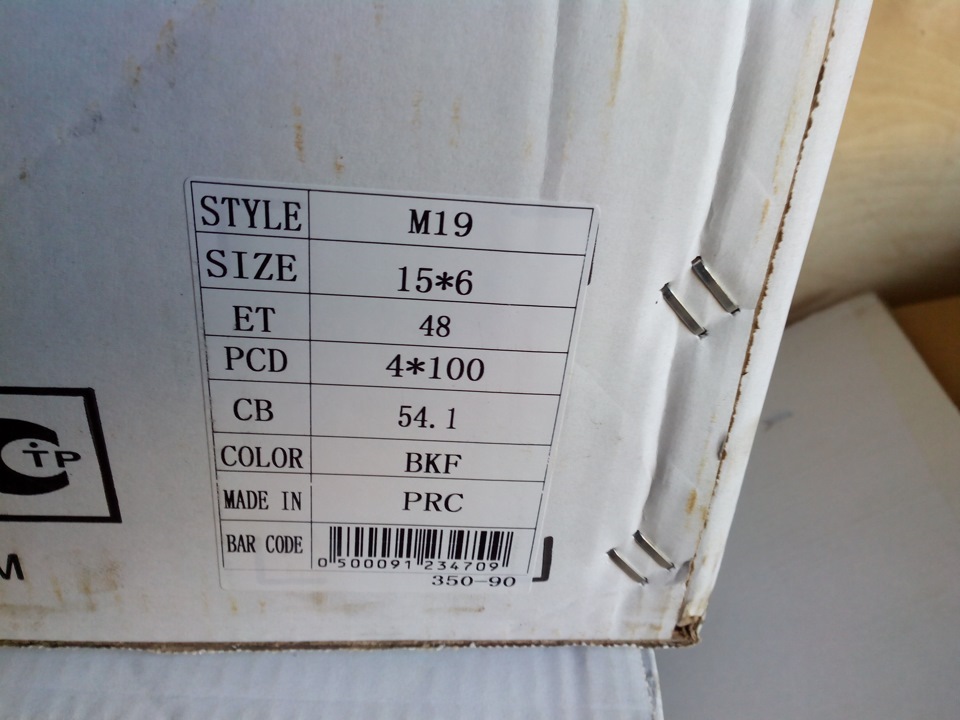 STYLE M19
SIZE 15*6
ET 48
PCD 4*100
CB 54.1
COLOR BKF
MADE IN PRC
BAR CODE 0 500091 234709
350-90
TP
M